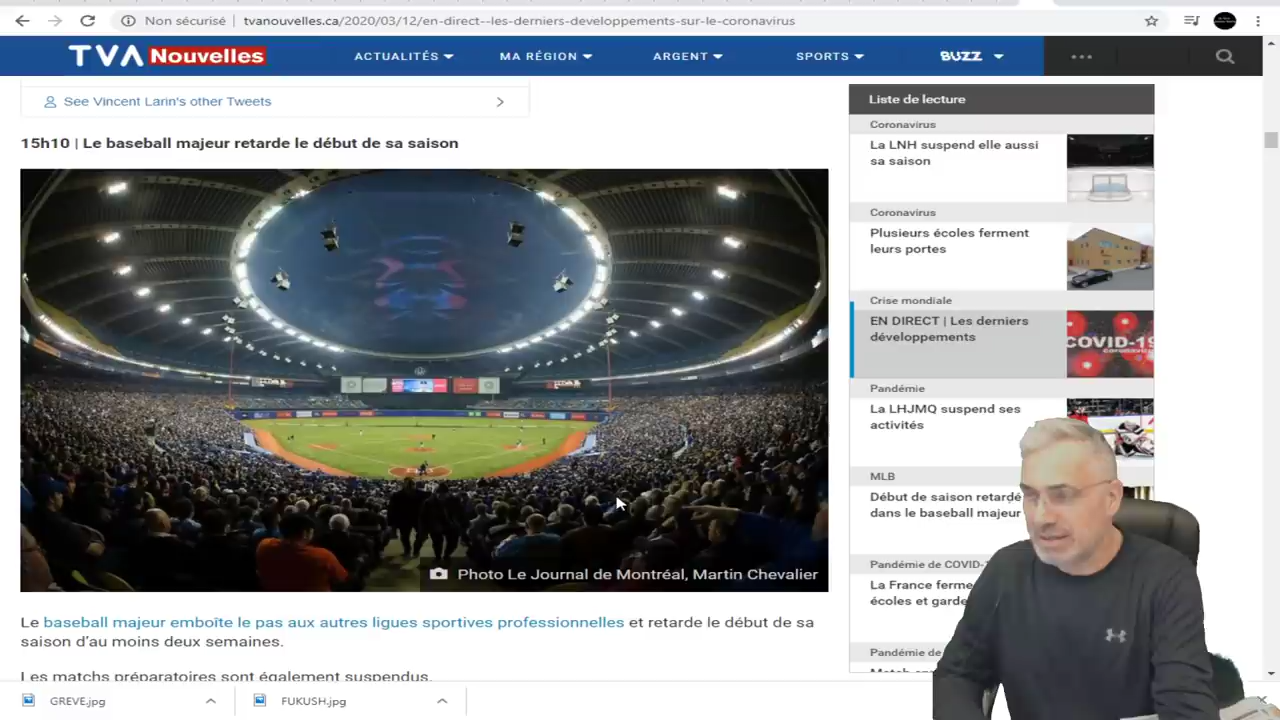 Non sécurisé | tvanouvelles.ca/2020/03/12/en-direct--les-derniers-developpements-sur-le-coronavirus
TVA Nouvelles
ACTUALITÉS MA RÉGION ARGENT SPORTS BUZZ
See Vincent Larin's other Tweets
15h10 | Le baseball majeur retarde le début de sa saison
Photo Le Journal de Montréal, Martin Chevalier
Le baseball majeur emboîte le pas aux autres ligues sportives professionnelles et retarde le début de sa
saison d'au moins deux semaines.
Les matchs préparatoires sont également suspendus.
Liste de lecture
Coronavirus
La LNH suspend elle aussi
sa saison
Coronavirus
Plusieurs écoles ferment
leurs portes
Crise mondiale
EN DIRECT | Les derniers
développements
COVID-19
Pandémie
La LHJMQ suspend ses
activités
MLB
Début de saison retardé
dans le baseball majeur
Pandémie de COVID-
La France ferme
écoles et garde
Pandémie de
GREVE.jpg
FUKUSH.jpg